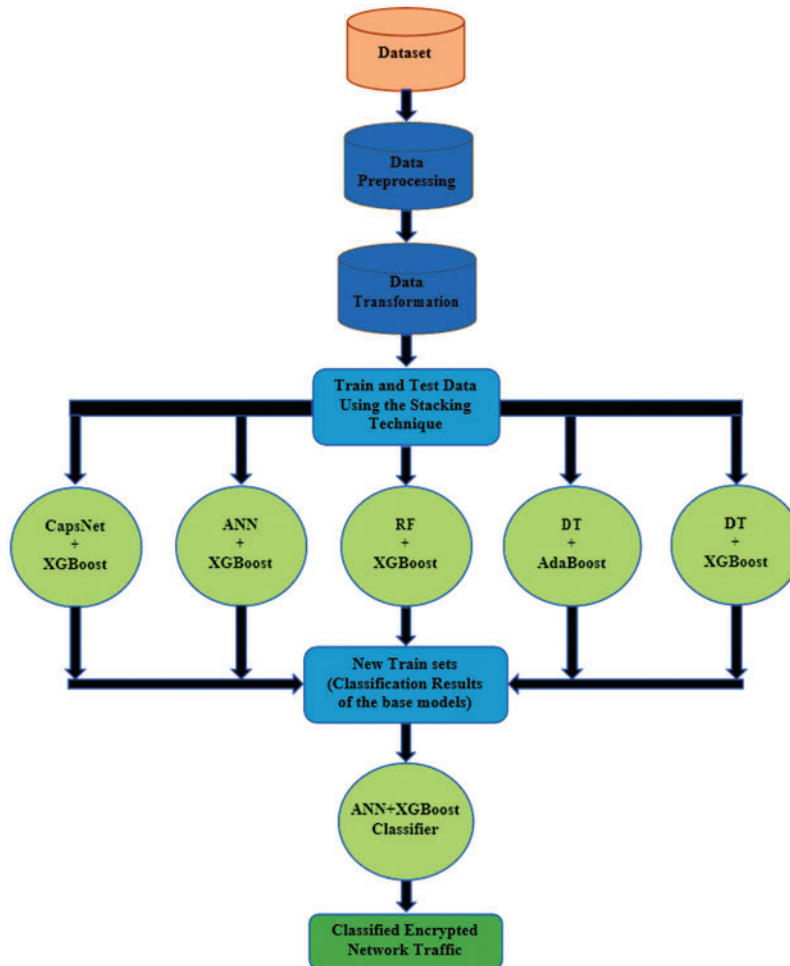 Dataset
Data
Preprocessing
Data
Transformation
Train and Test Data
Using the Stacking
Technique
CapsNet
+
XGBoost
ANN
+
XGBoost
RF
+
XGBoost
DT
+
AdaBoost
DT
+
XGBoost
New Train sets
(Classification Results
of the base models)
ANN+XGBoost
Classifier
Classified Encrypted
Network Traffic